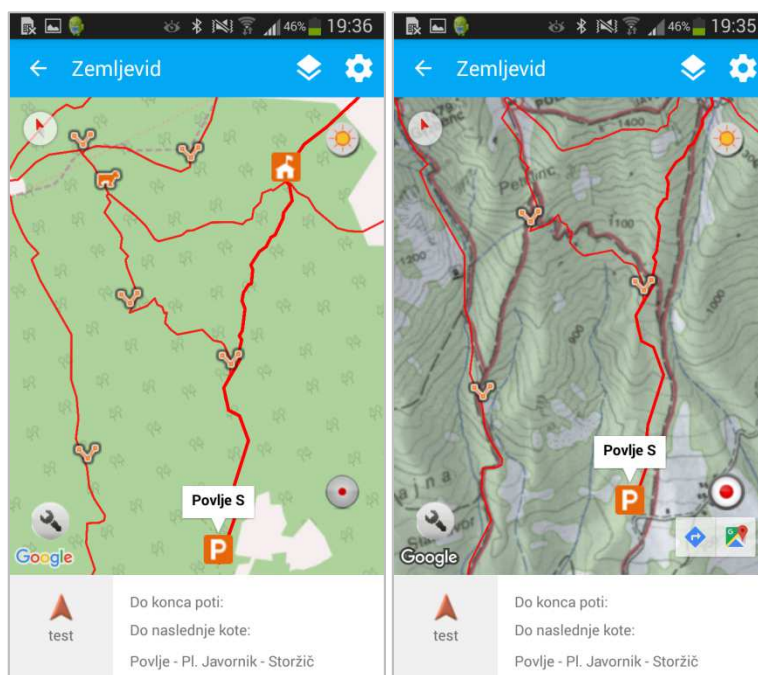 46% 19:36
Zemljevid
Povlje S
Google
test
Do konca poti:
Do naslednje kote:
Povlje - Pl. Javornik - Storžič
46% 19:35
Zemljevid
1400
1100
1200
900
1000
Povlje S
Google
test
Do konca poti:
Do naslednje kote:
Povlje - Pl. Javornik - Storžič